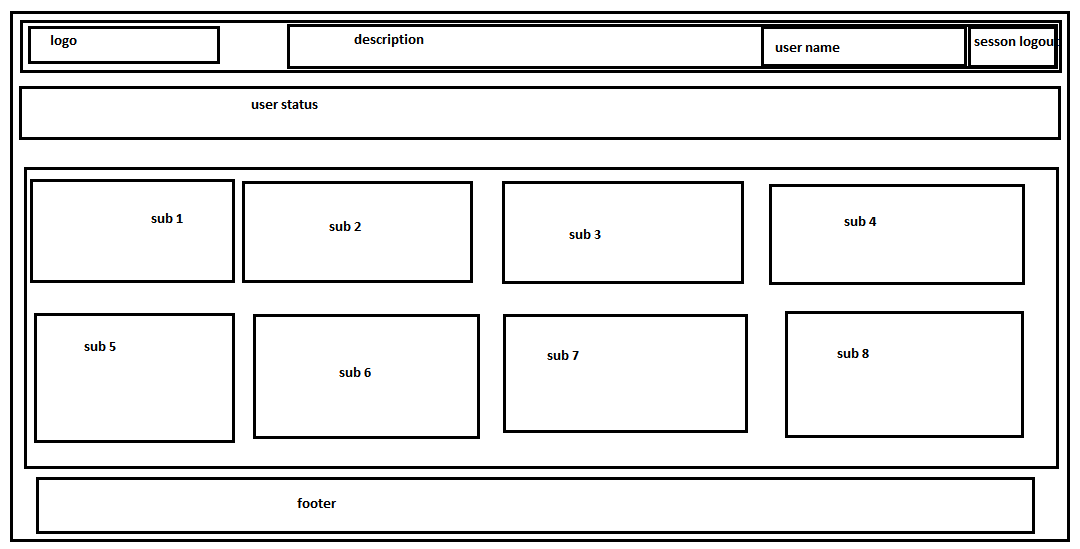 logo
description
user name
sesson logout
user status
sub 1
sub 2
sub 3
sub 4
sub 5
sub 6
sub 7
sub 8
footer